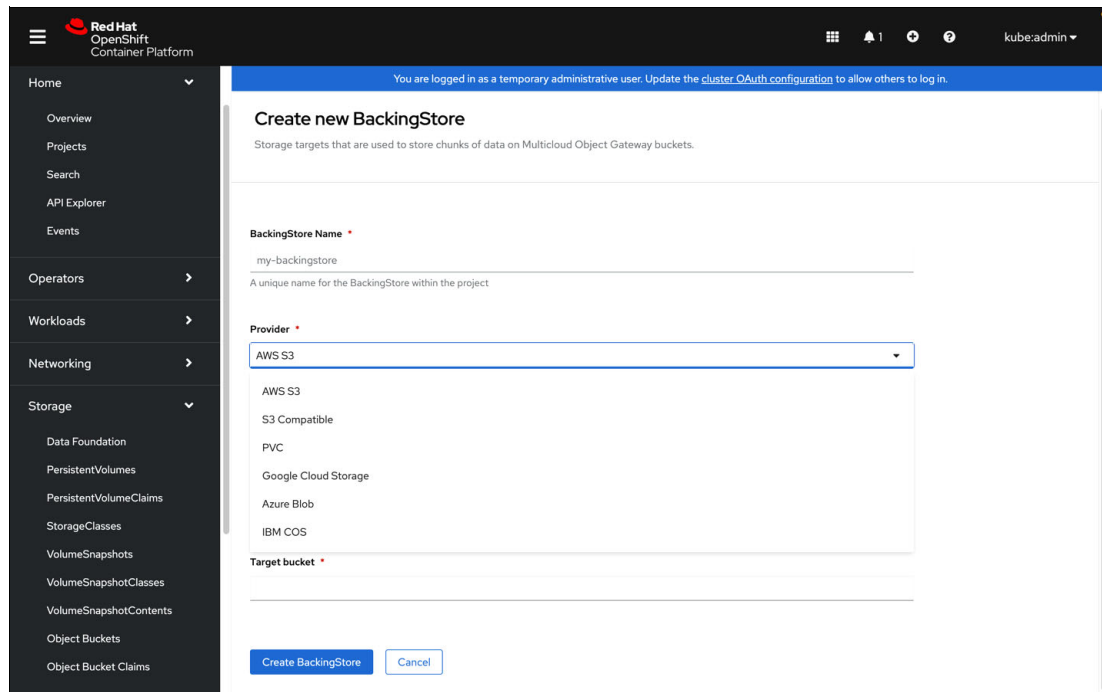 Red Hat
OpenShift
Container Platform
1
kube:admin
Home
Overview
Projects
Search
API Explorer
Events
Operators
Workloads
Networking
Storage
Data Foundation
PersistentVolumes
PersistentVolumeClaims
StorageClasses
VolumeSnapshots
VolumeSnapshotClasses
VolumeSnapshotContents
Object Buckets
Object Bucket Claims
You are logged in as a temporary administrative user. Update the cluster OAuth configuration to allow others to log in.
Create new BackingStore
Storage targets that are used to store chunks of data on Multicloud Object Gateway buckets.
BackingStore Name *
my-backingstore
A unique name for the BackingStore within the project
Provider *
AWS S3
AWS S3
S3 Compatible
PVC
Google Cloud Storage
Azure Blob
IBM COS
Target bucket *
Create BackingStore
Cancel